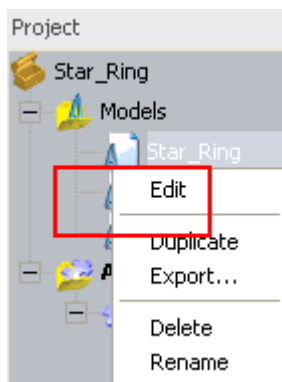 Project
Star_Ring
Models
Star_Ring
Edit
Duplicate
Export...
Delete
Rename